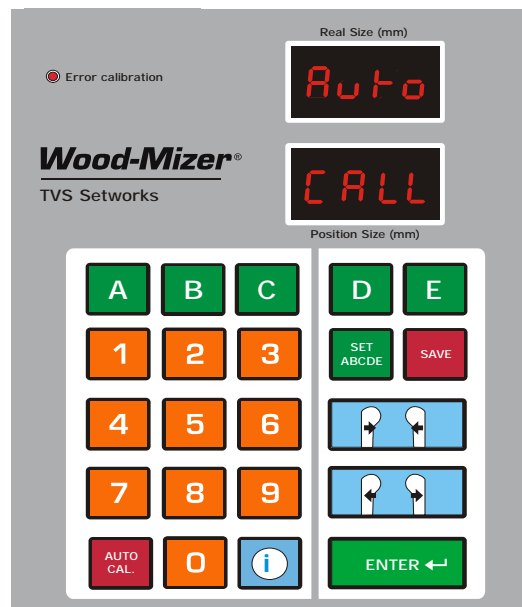 Real Size (mm)
Error calibration
Auto
Wood-Mizer®
TVS Setworks
CALL
Position Size (mm)
A B C D E
1 2 3 SET ABCDE SAVE
4 5 6
7 8 9
AUTO CAL. 0 i ENTER